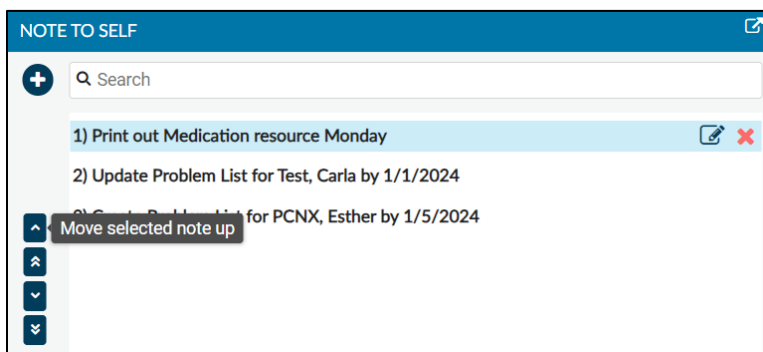 NOTE TO SELF
Search
1) Print out Medication resource Monday
2) Update Problem List for Test, Carla by 1/1/2024
for PCNX, Esther by 1/5/2024
Move selected note up